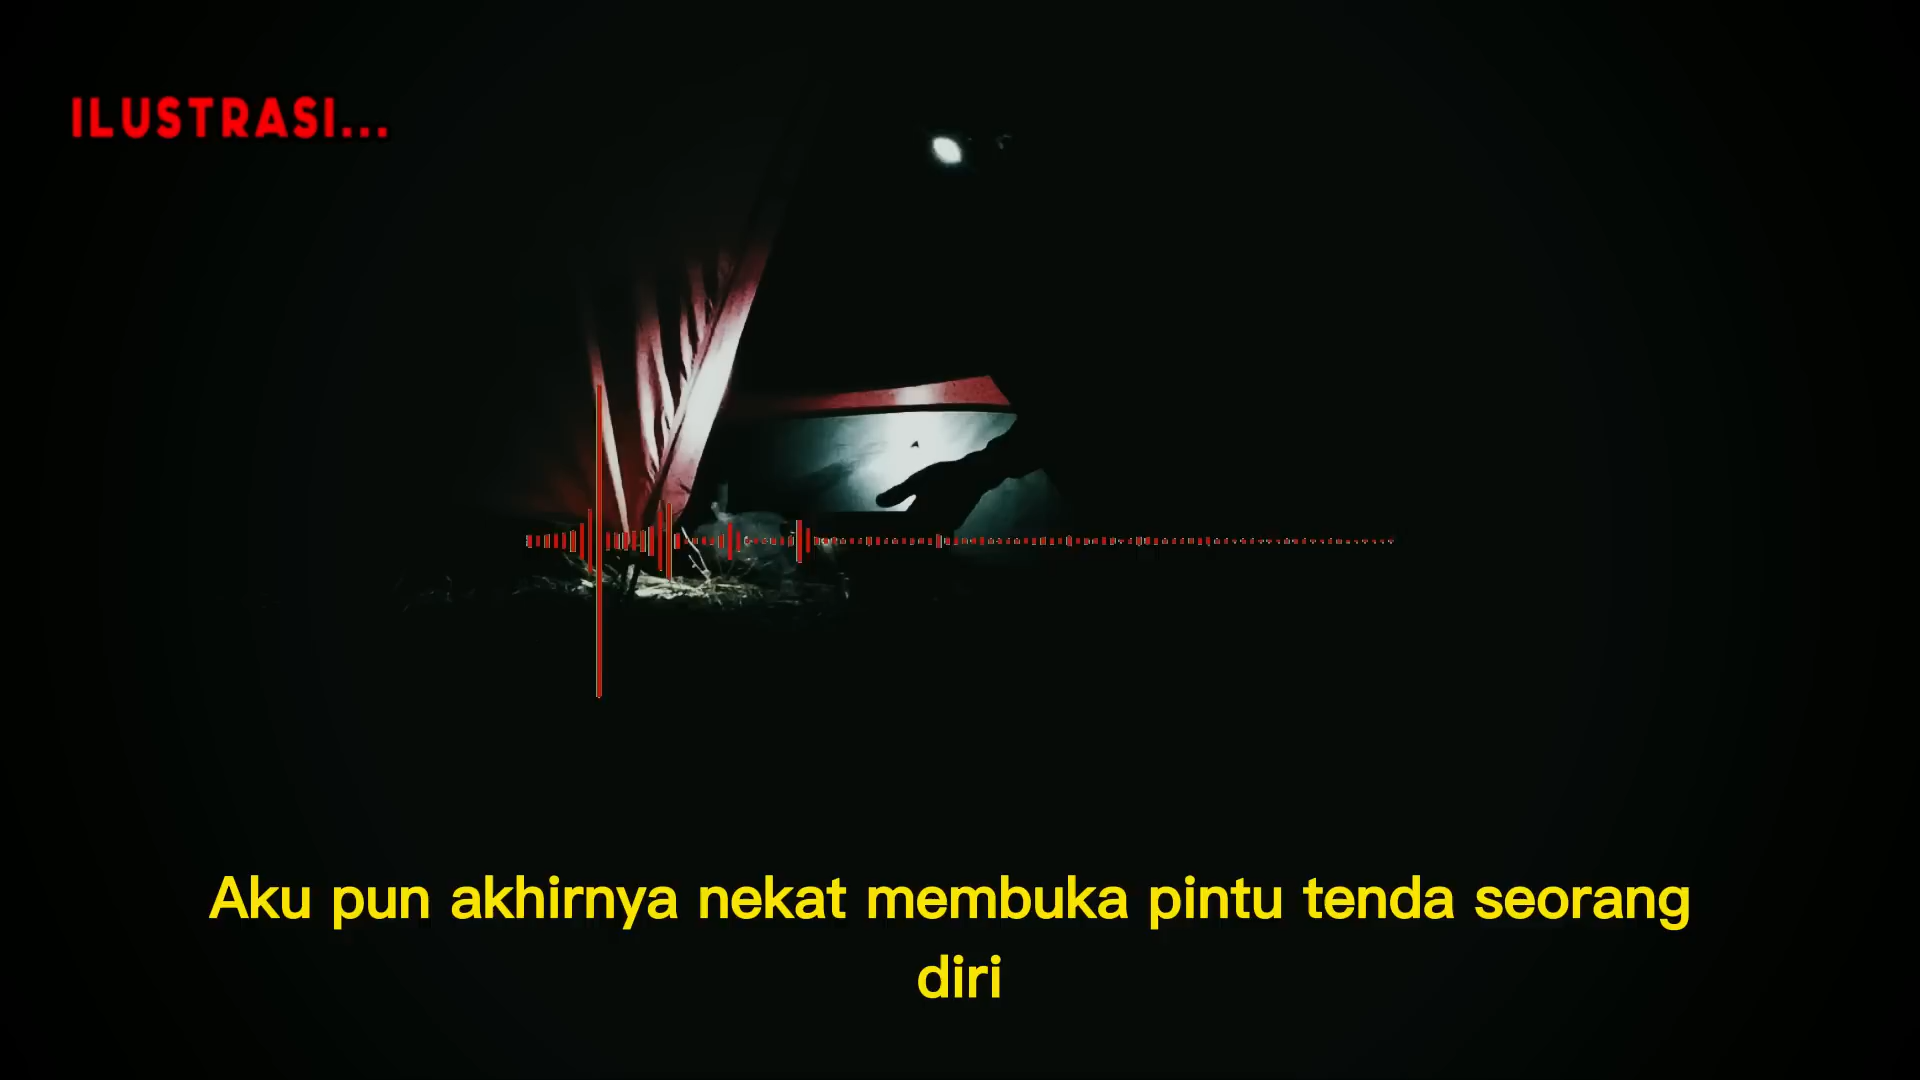 ILUSTRASI...
Aku pun akhirnya nekat membuka pintu tenda seorang
diri